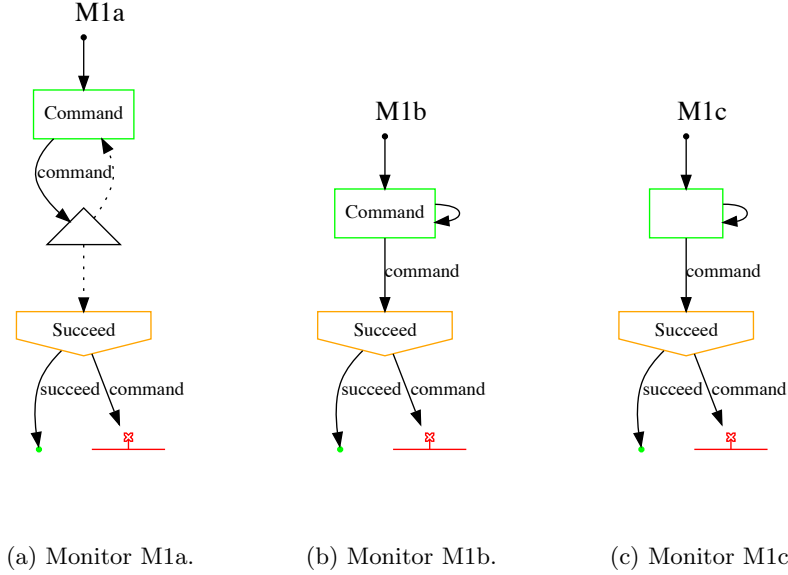 M1a
Command
command
Succeed
succeed
command
(a) Monitor M1a.
M1b
Command
command
Succeed
succeed
command
(b) Monitor M1b.
M1c
command
Succeed
succeed
command
(c) Monitor M1c